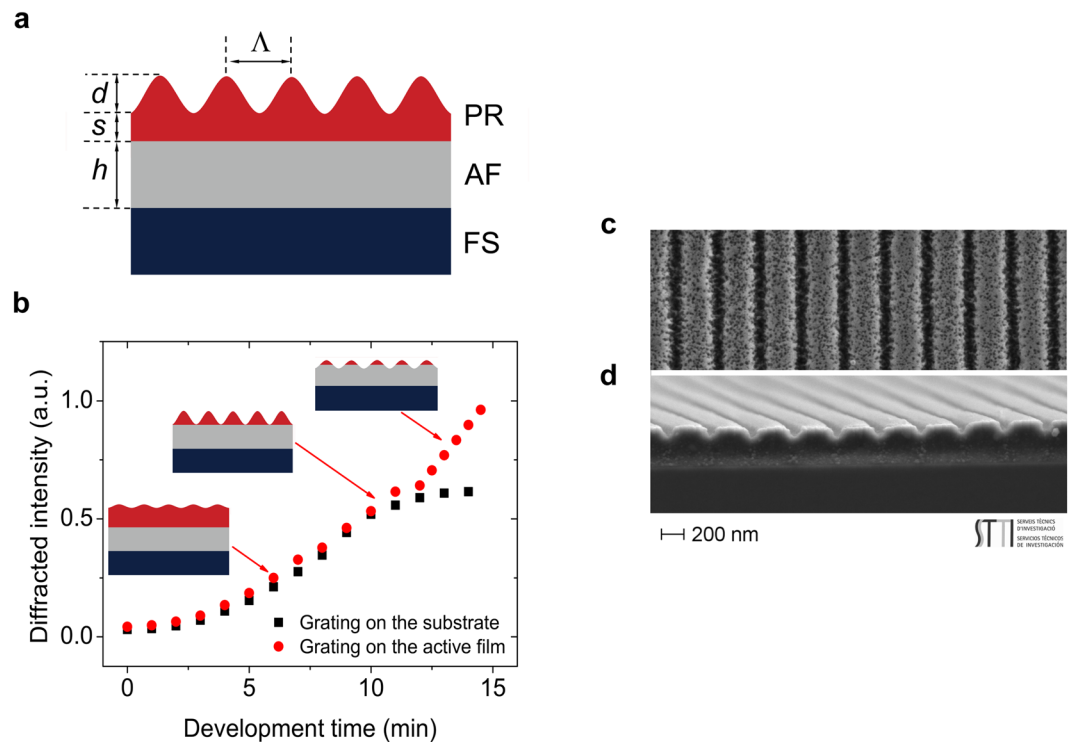 a
Λ
d
s
h
PR
AF
FS
b
Diffracted intensity (a.u.)
1.0
0.5
0.0
0
5
10
15
Grating on the substrate
Grating on the active film
Development time (min)
c
d
200 nm
STTI
SERVEIS TÈCNICS
D'INVESTIGACIÓ
SERVICIOS TÉCNICOS
DE INVESTIGACIÓN